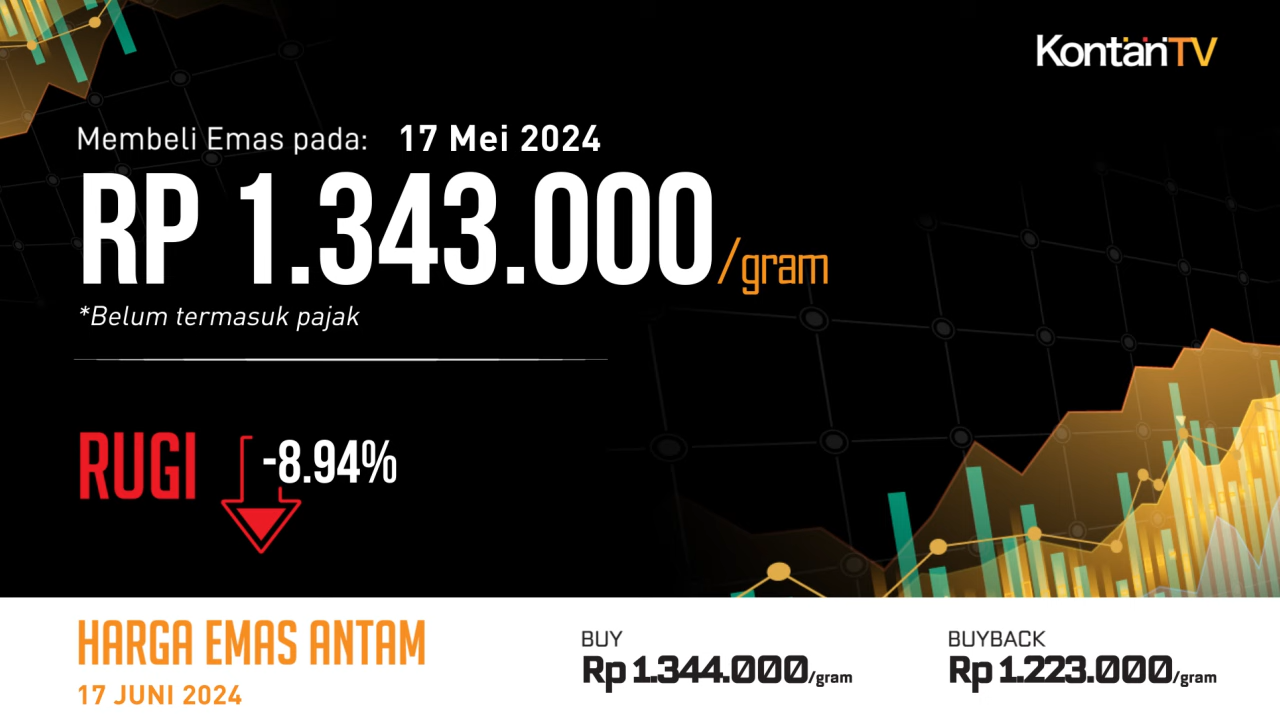 KontanTV
Membeli Emas pada: 17 Mei 2024
RP 1.343.000/gram
*Belum termasuk pajak
RUGI -8.94%
HARGA EMAS ANTAM
17 JUNI 2024
BUY
Rp 1.344.000/gram
BUYBACK
Rp 1.223.000/gram